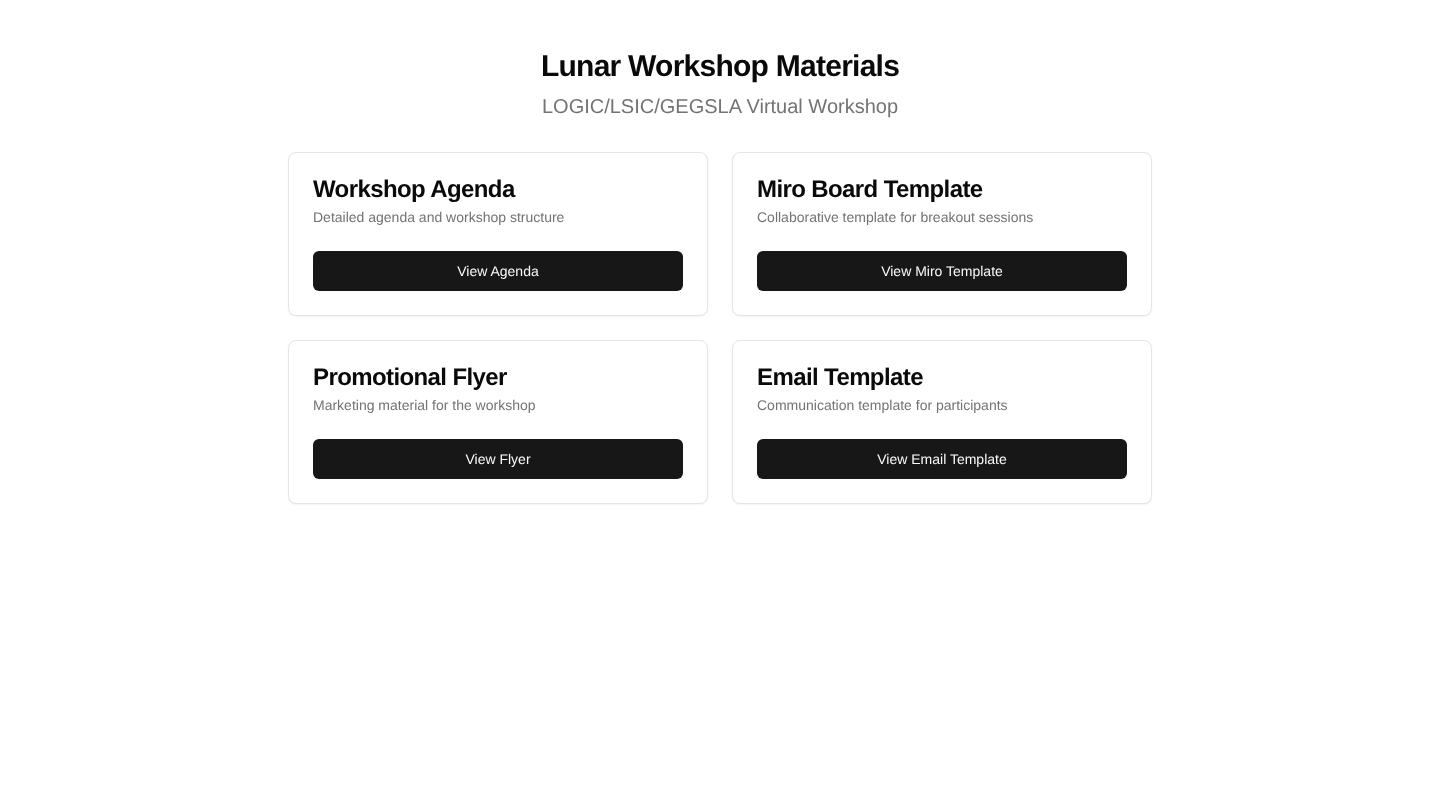 Lunar Workshop Materials
LOGIC/LSIC/GEGSLA Virtual Workshop
Workshop Agenda
Detailed agenda and workshop structure
View Agenda
Miro Board Template
Collaborative template for breakout sessions
View Miro Template
Promotional Flyer
Marketing material for the workshop
View Flyer
Email Template
Communication template for participants
View Email Template